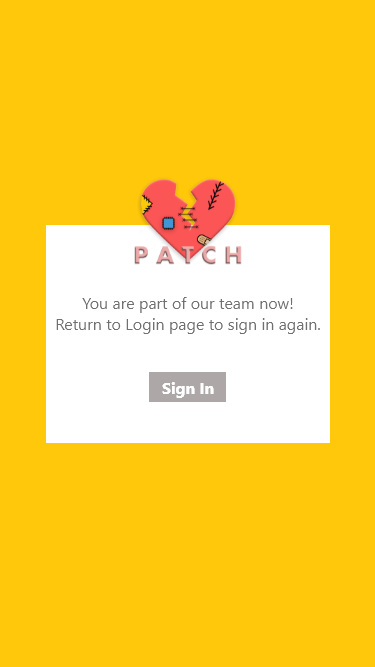 PATCH
You are part of our team now!
Return to Login page to sign in again.
Sign In